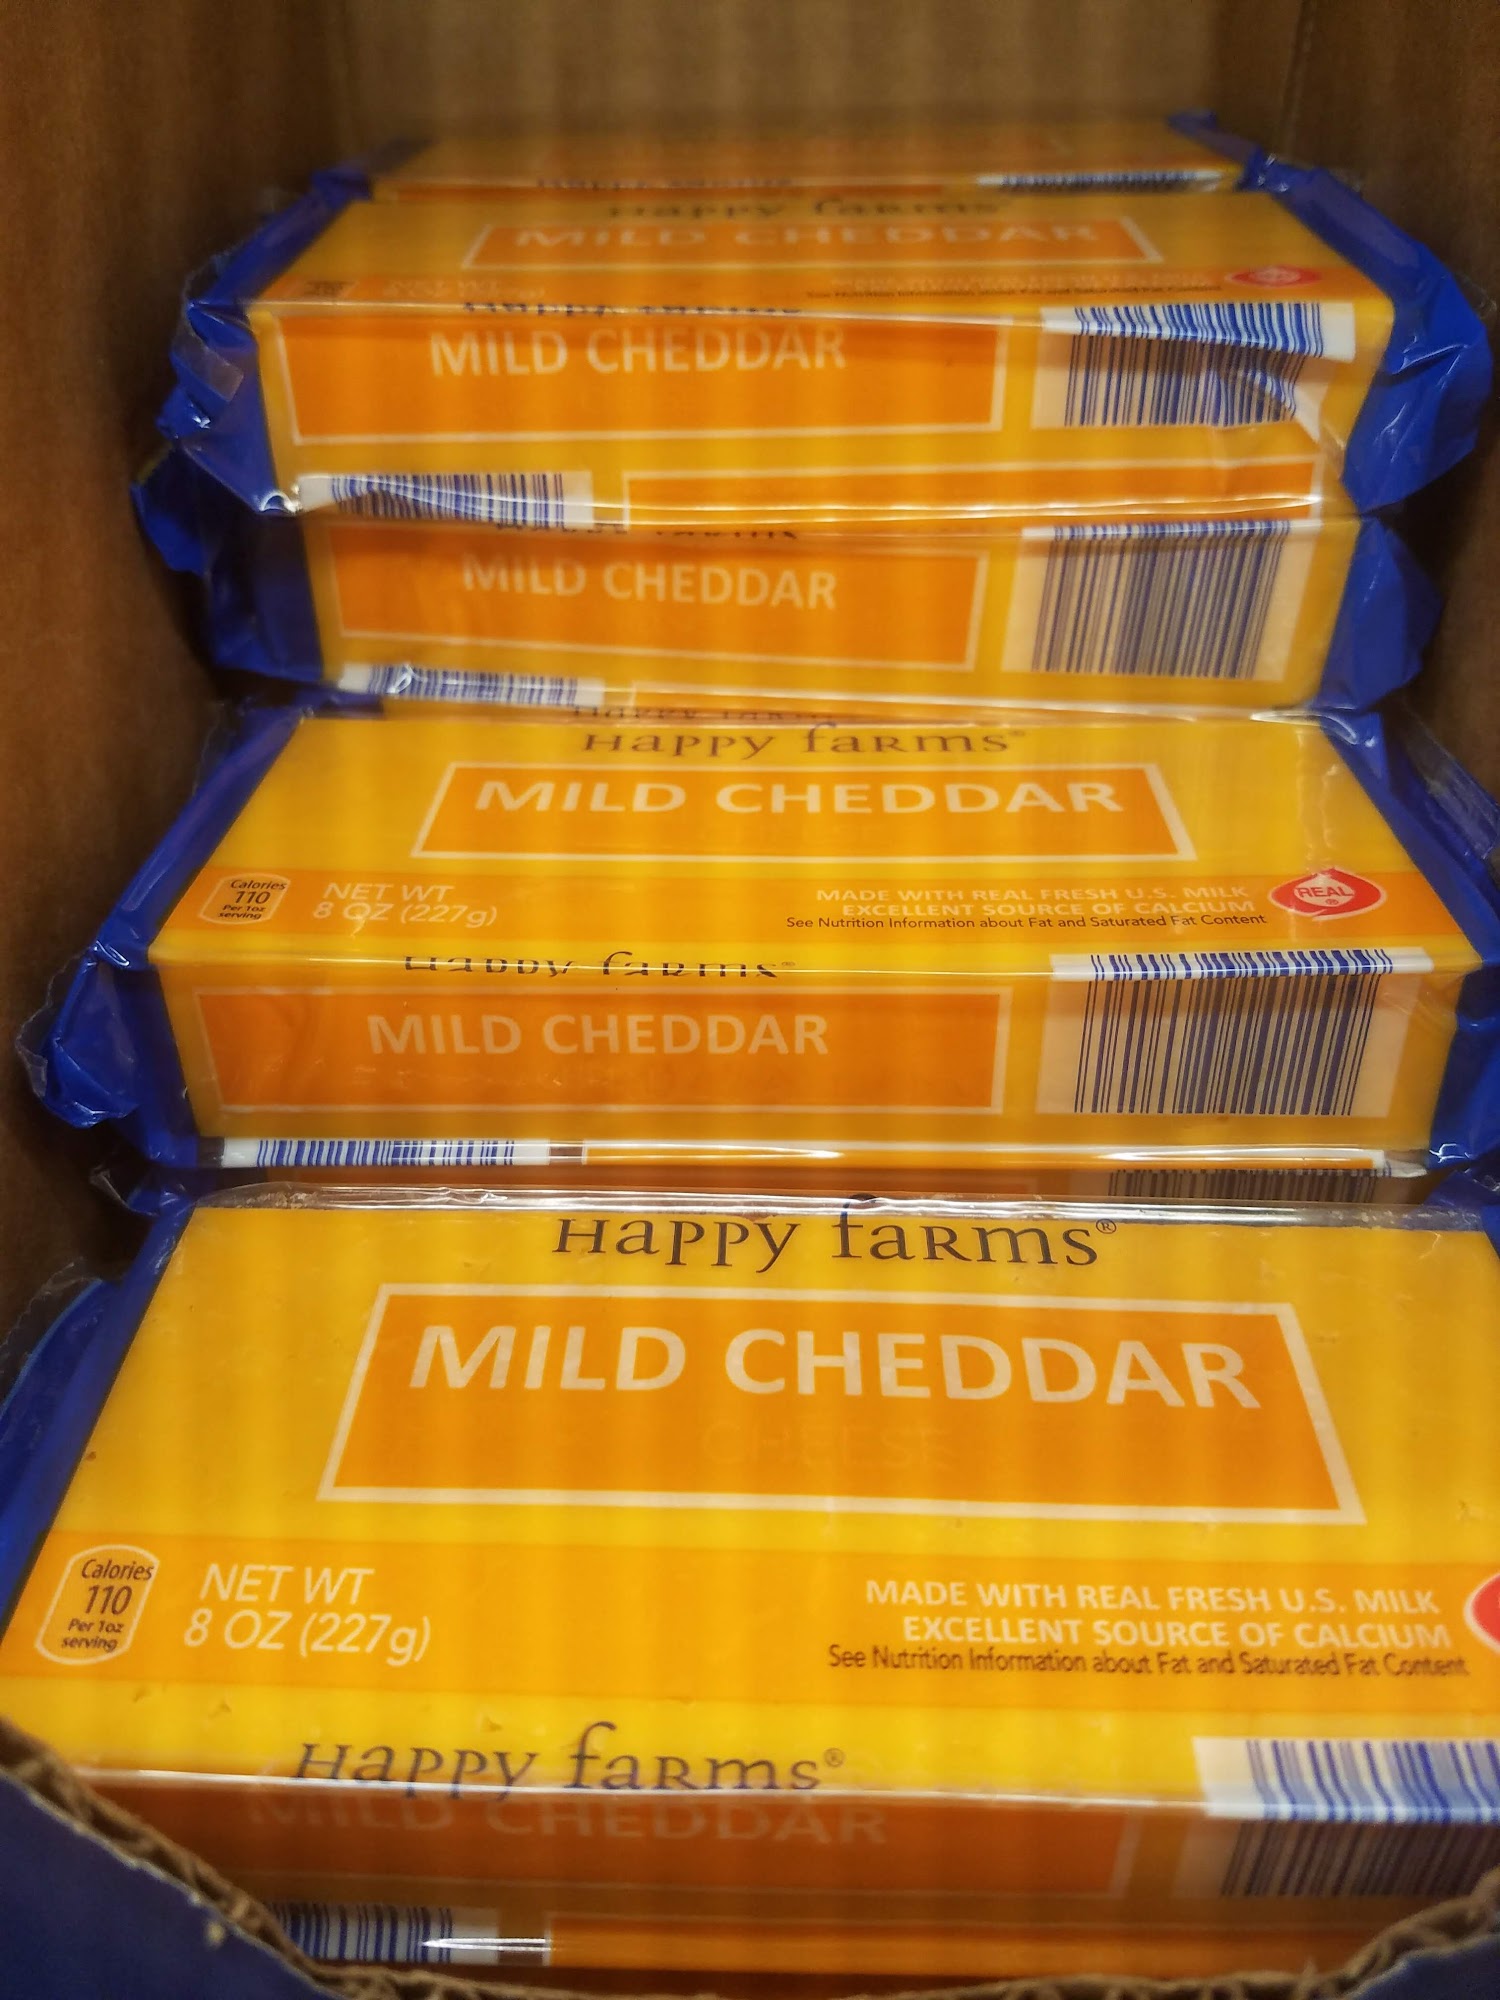 Happy farms
MILD CHEDDAR
MILD CHEDDAR
MILD CHEDDAR
Happy farms®
MILD CHEDDAR
Calories
110
Per 1oz
serving
NET WT
8 OZ (227g)
MADE WITH REAL FRESH U.S. MILK
EXCELLENT SOURCE OF CALCIUM
See Nutrition Information about Fat and Saturated Fat Content
REAL
®
Happy farms®
MILD CHEDDAR
Happy farms®
MILD CHEDDAR
CHEESE
Calories
110
Per 1oz
serving
NET WT
8 OZ (227g)
MADE WITH REAL FRESH U.S. MILK
EXCELLENT SOURCE OF CALCIUM
See Nutrition Information about Fat and Saturated Fat Content
Happy farms®
MILD CHEDDAR